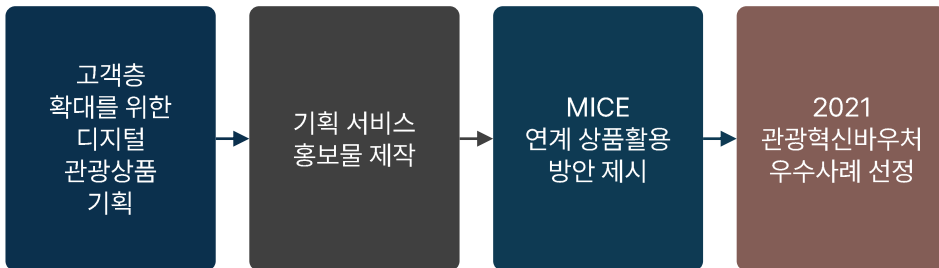 고객층
확대를 위한
디지털
관광상품
기획
기획 서비스
홍보물 제작
MICE
연계 상품활용
방안 제시
2021
관광혁신바우처
우수사례 선정